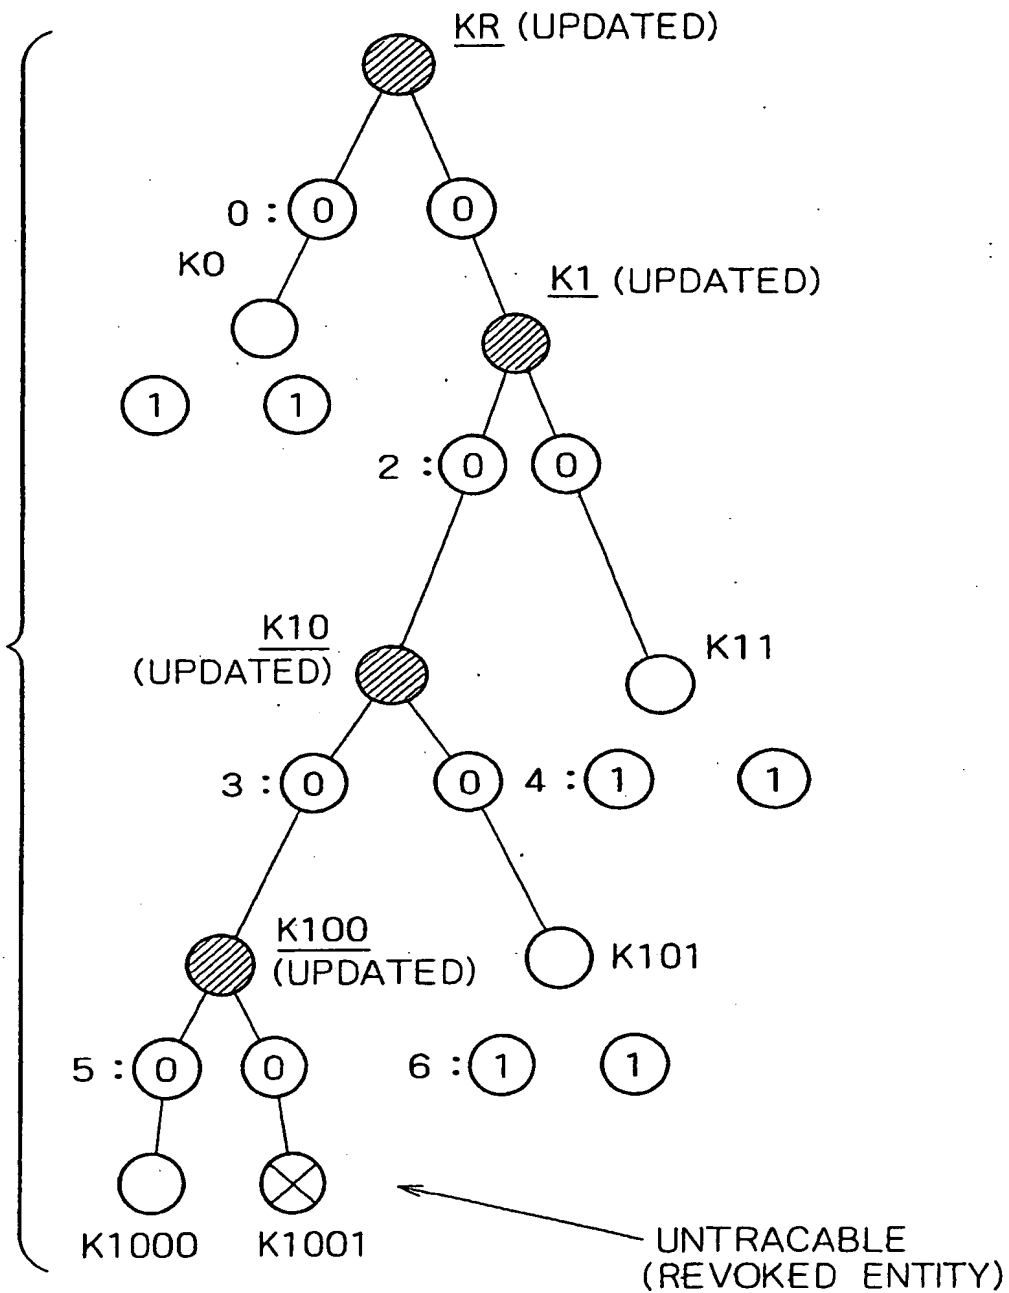 KR (UPDATED)
0 : 0 0
K0
K1 (UPDATED)
1 1
2 : 0 0
K10
(UPDATED)
K11
3 : 0 0 4 : 1 1
K100
(UPDATED)
K101
5 : 0 0 6 : 1 1
K1000 K1001
UNTRACABLE
(REVOKED ENTITY)